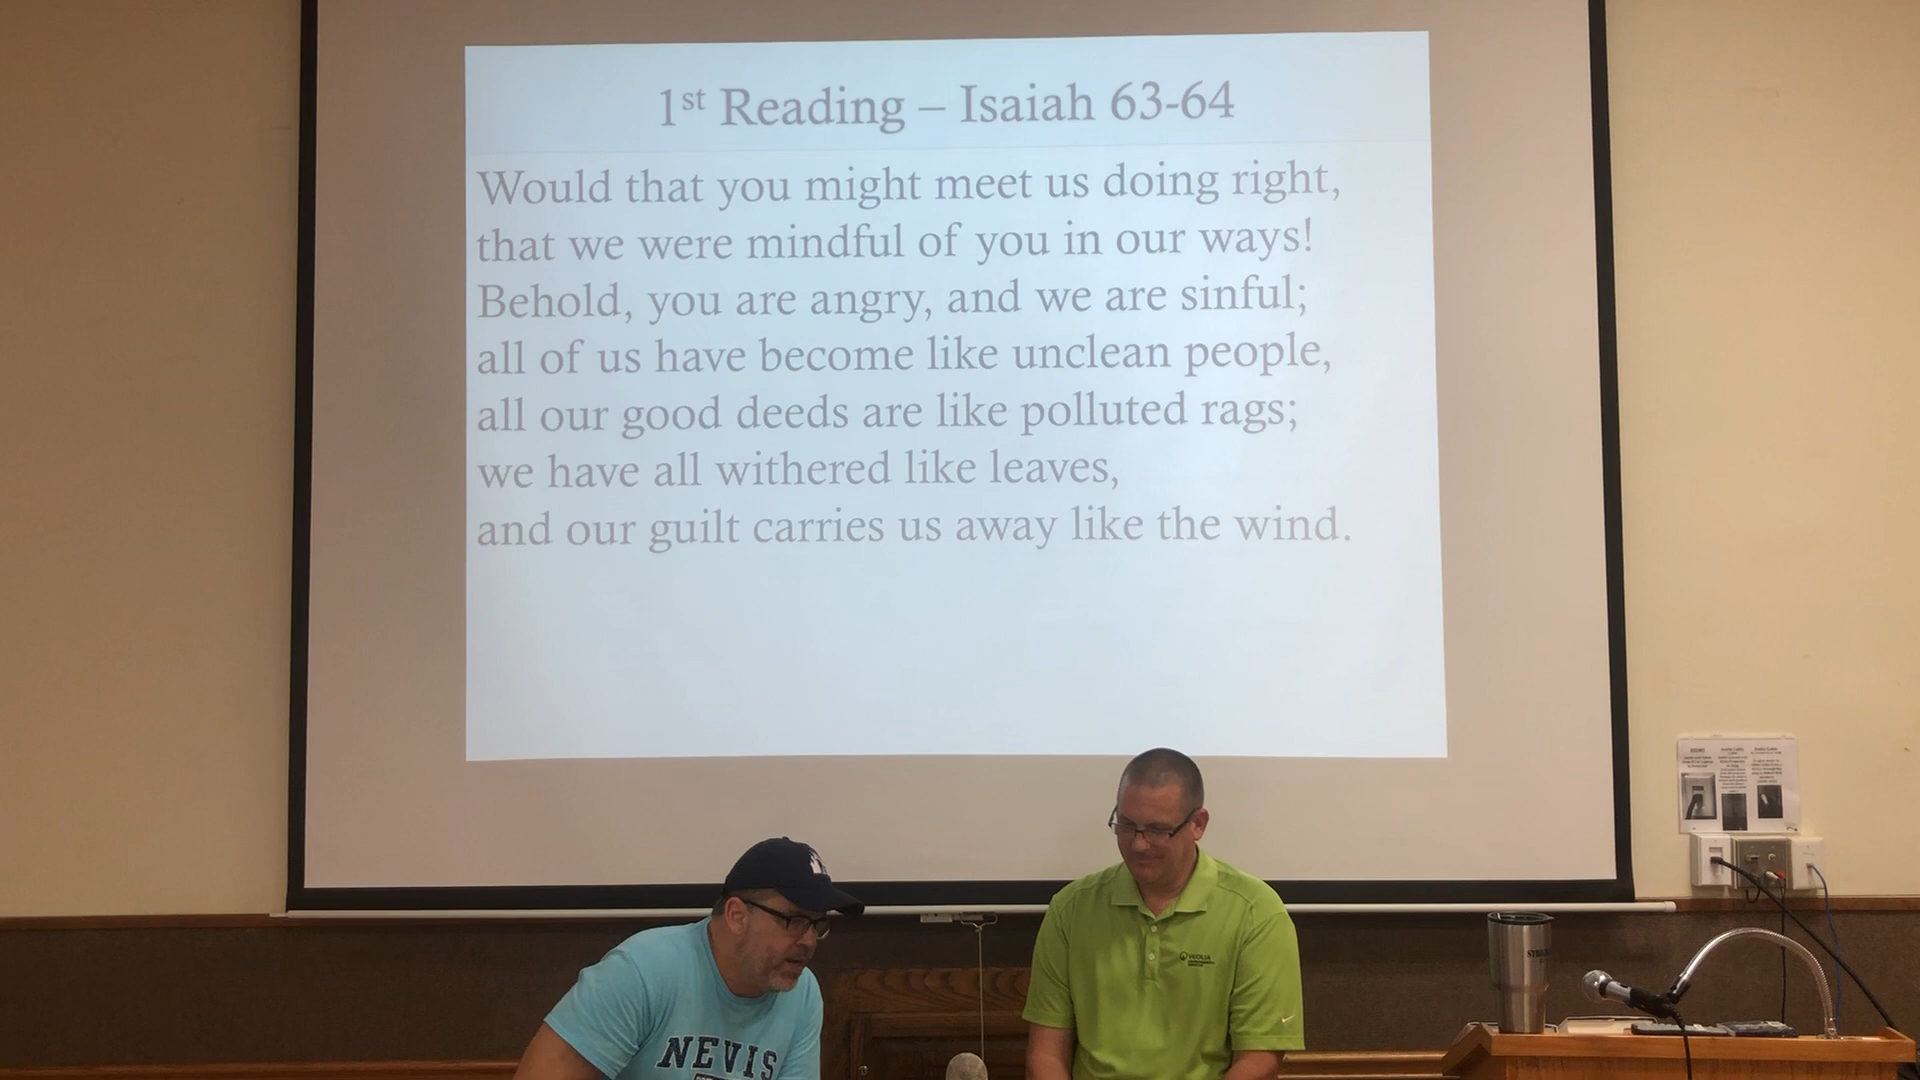 1st Reading – Isaiah 63-64
Would that you might meet us doing right,
that we were mindful of you in our ways!
Behold, you are angry, and we are sinful;
all of us have become like unclean people,
all our good deeds are like polluted rags;
we have all withered like leaves,
and our guilt carries us away like the wind.
NEVIS
VEOLIA